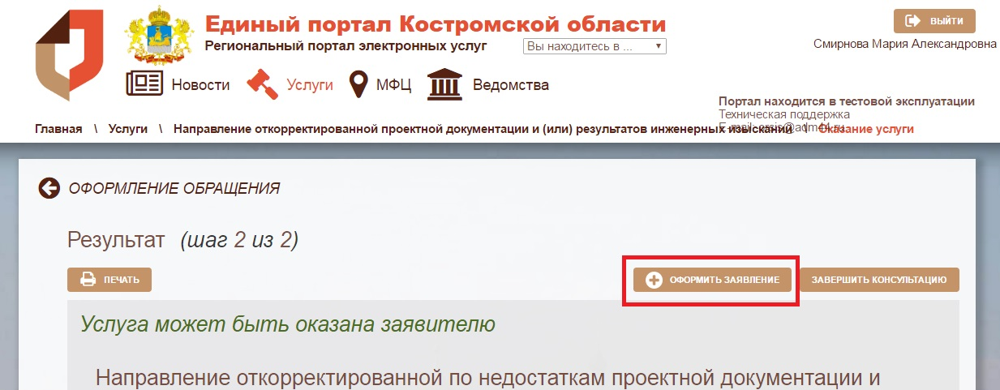 Единый портал Костромской области
ВЫЙТИ
Региональный портал электронных услуг
Вы находитесь в ...
Смирнова Мария Александровна
Новости
Услуги
МФЦ
Ведомства
Портал находится в тестовой эксплуатации
Техническая поддержка
E-mail: arsis@adm44.ru
Главная \ Услуги \ Направление откорректированной проектной документации и (или) результатов инженерных изысканий \ Оказание услуги
ОФОРМЛЕНИЕ ОБРАЩЕНИЯ
Результат (шаг 2 из 2)
ПЕЧАТЬ
ОФОРМИТЬ ЗАЯВЛЕНИЕ
ЗАВЕРШИТЬ КОНСУЛЬТАЦИЮ
Услуга может быть оказана заявителю
Направление откорректированной по недостаткам проектной документации и